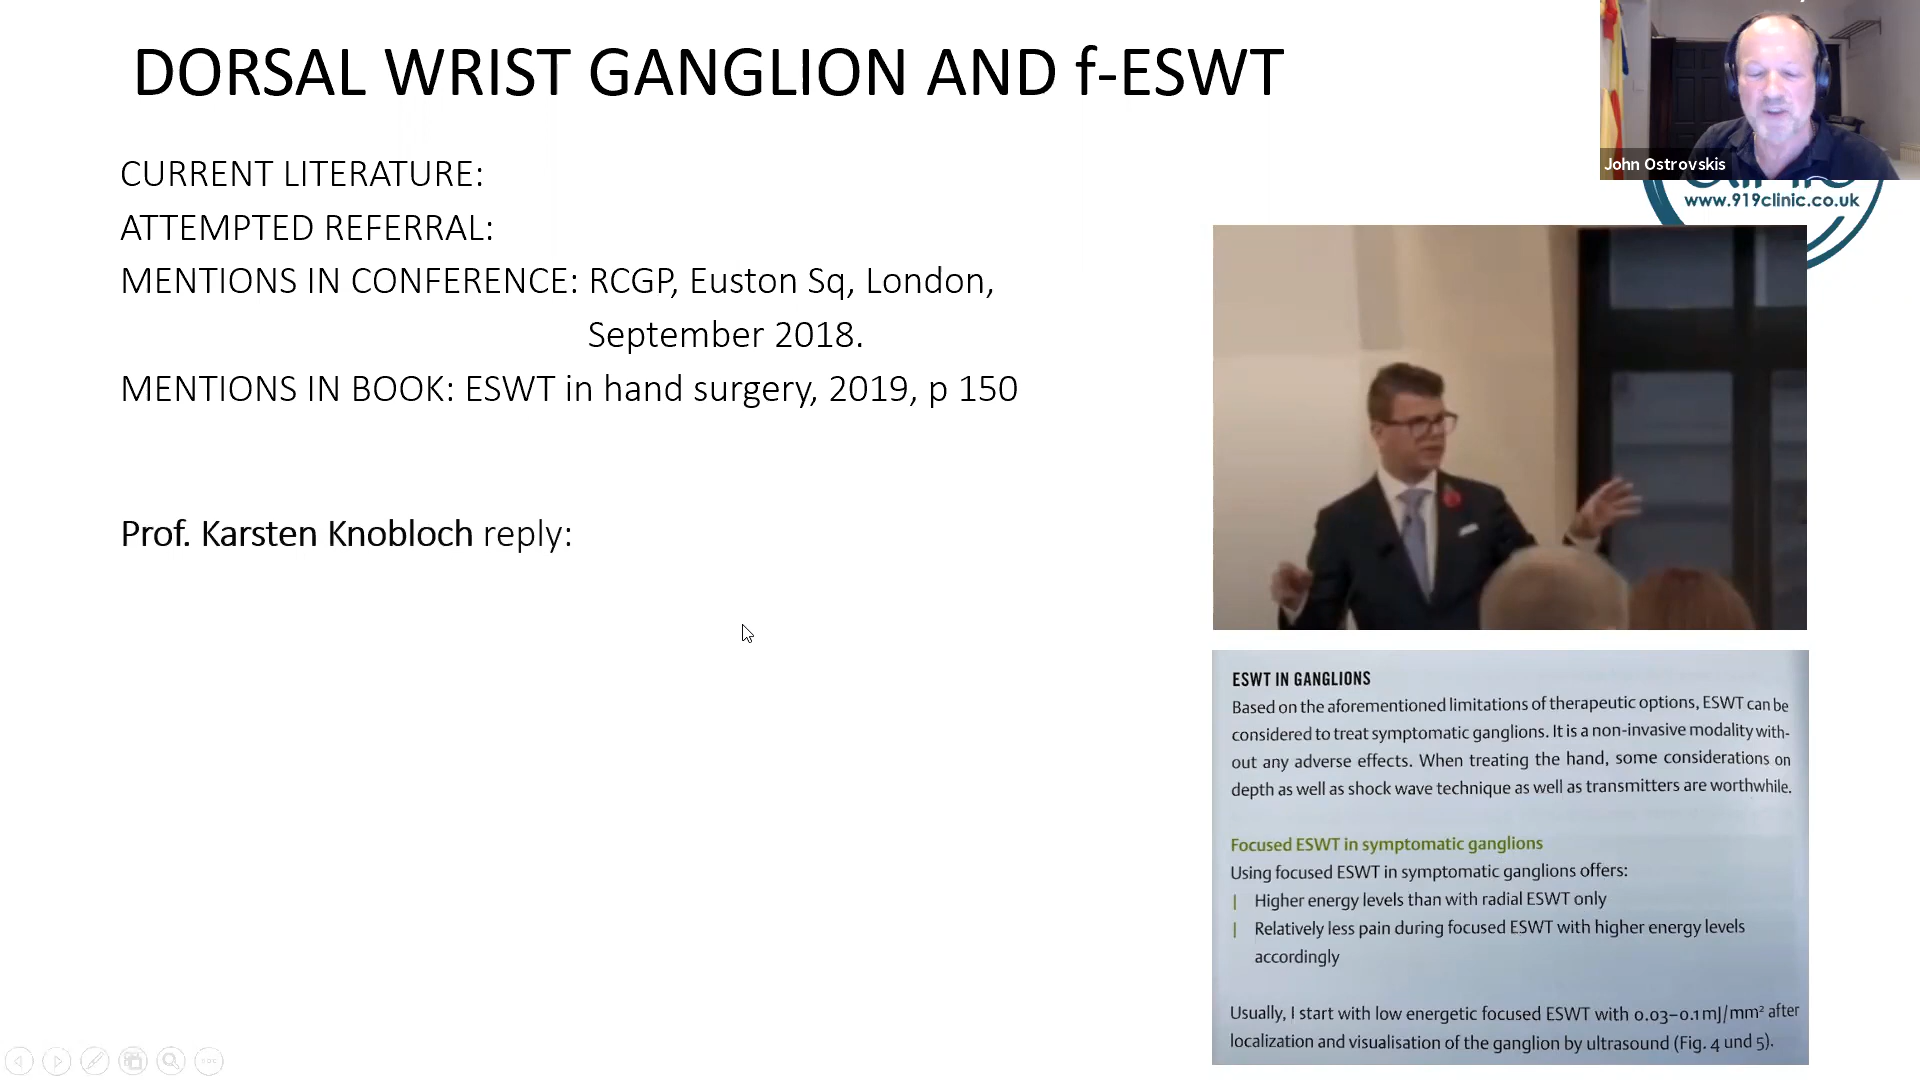 DORSAL WRIST GANGLION AND f-ESWT
John Ostrovskis
www.919clinic.co.uk
CURRENT LITERATURE:
ATTEMPTED REFERRAL:
MENTIONS IN CONFERENCE: RCGP, Euston Sq, London,
September 2018.
MENTIONS IN BOOK: ESWT in hand surgery, 2019, p 150
Prof. Karsten Knobloch reply:
ESWT IN GANGLIONS
Based on the aforementioned limitations of therapeutic options, ESWT can be
considered to treat symptomatic ganglions. It is a non-invasive modality with-
out any adverse effects. When treating the hand, some considerations on
depth as well as shock wave technique as well as transmitters are worthwhile.
Focused ESWT in symptomatic ganglions
Using focused ESWT in symptomatic ganglions offers:
| Higher energy levels than with radial ESWT only
| Relatively less pain during focused ESWT with higher energy levels
accordingly
Usually, I start with low energetic focused ESWT with 0.03–0.1 mJ/mm² after
localization and visualisation of the ganglion by ultrasound (Fig. 4 und 5).